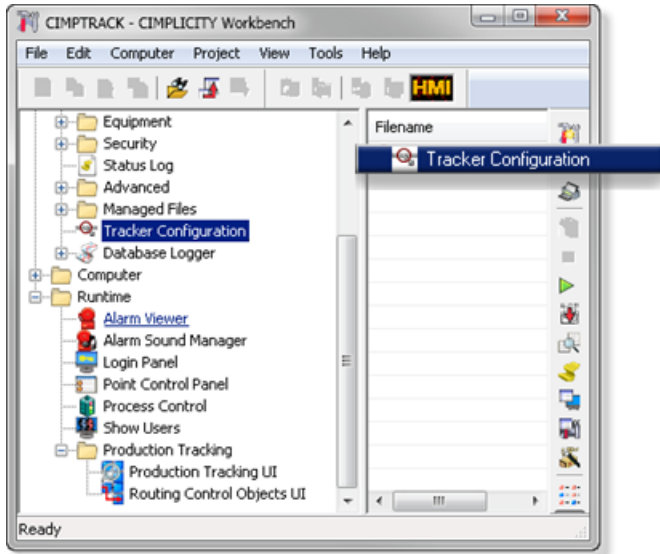 CIMPTRACK - CIMPLICITY Workbench
File Edit Computer Project View Tools Help
HMI
Equipment
Security
Status Log
Advanced
Managed Files
Tracker Configuration
Database Logger
Computer
Runtime
Alarm Viewer
Alarm Sound Manager
Login Panel
Point Control Panel
Process Control
Show Users
Production Tracking
Production Tracking UI
Routing Control Objects UI
Filename
Tracker Configuration
Ready